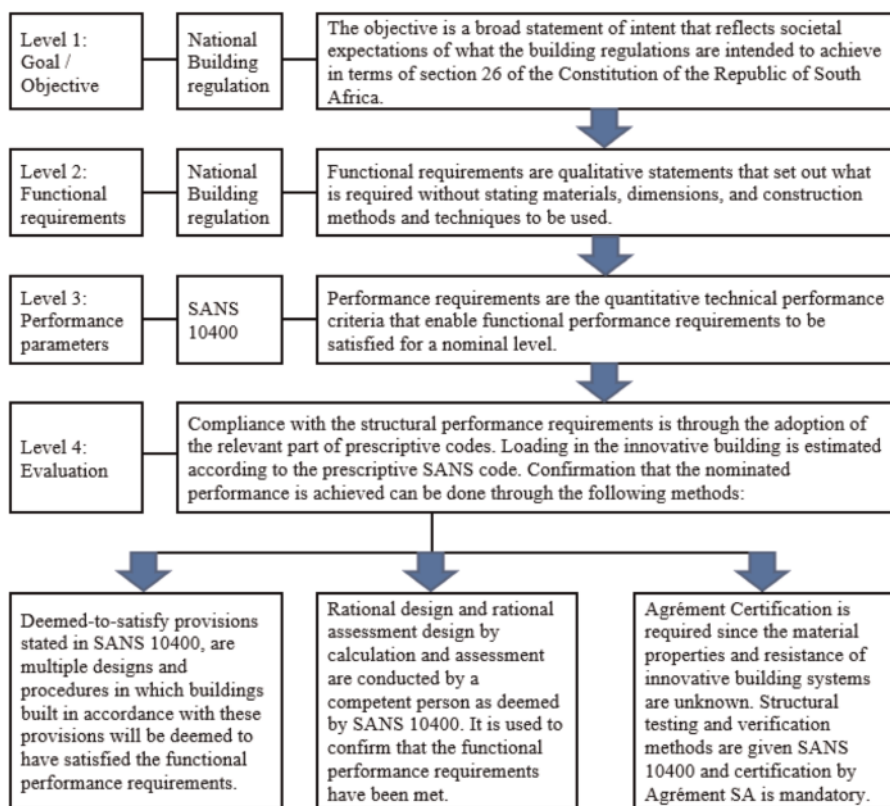 Level 1:
Goal /
Objective
National
Building
regulation
The objective is a broad statement of intent that reflects societal
expectations of what the building regulations are intended to achieve
in terms of section 26 of the Constitution of the Republic of South
Africa.
Level 2:
Functional
requirements
National
Building
regulation
Functional requirements are qualitative statements that set out what
is required without stating materials, dimensions, and construction
methods and techniques to be used.
Level 3:
Performance
parameters
SANS
10400
Performance requirements are the quantitative technical performance
criteria that enable functional performance requirements to be
satisfied for a nominal level.
Level 4:
Evaluation
Compliance with the structural performance requirements is through the adoption of
the relevant part of prescriptive codes. Loading in the innovative building is estimated
according to the prescriptive SANS code. Confirmation that the nominated
performance is achieved can be done through the following methods:
Deemed-to-satisfy provisions
stated in SANS 10400, are
multiple designs and
procedures in which buildings
built in accordance with these
provisions will be deemed to
have satisfied the functional
performance requirements.
Rational design and rational
assessment design by
calculation and assessment
are conducted by a
competent person as deemed
by SANS 10400. It is used to
confirm that the functional
performance requirements
have been met.
Agrément Certification is
required since the material
properties and resistance of
innovative building systems
are unknown. Structural
testing and verification
methods are given SANS
10400 and certification by
Agrément SA is mandatory.